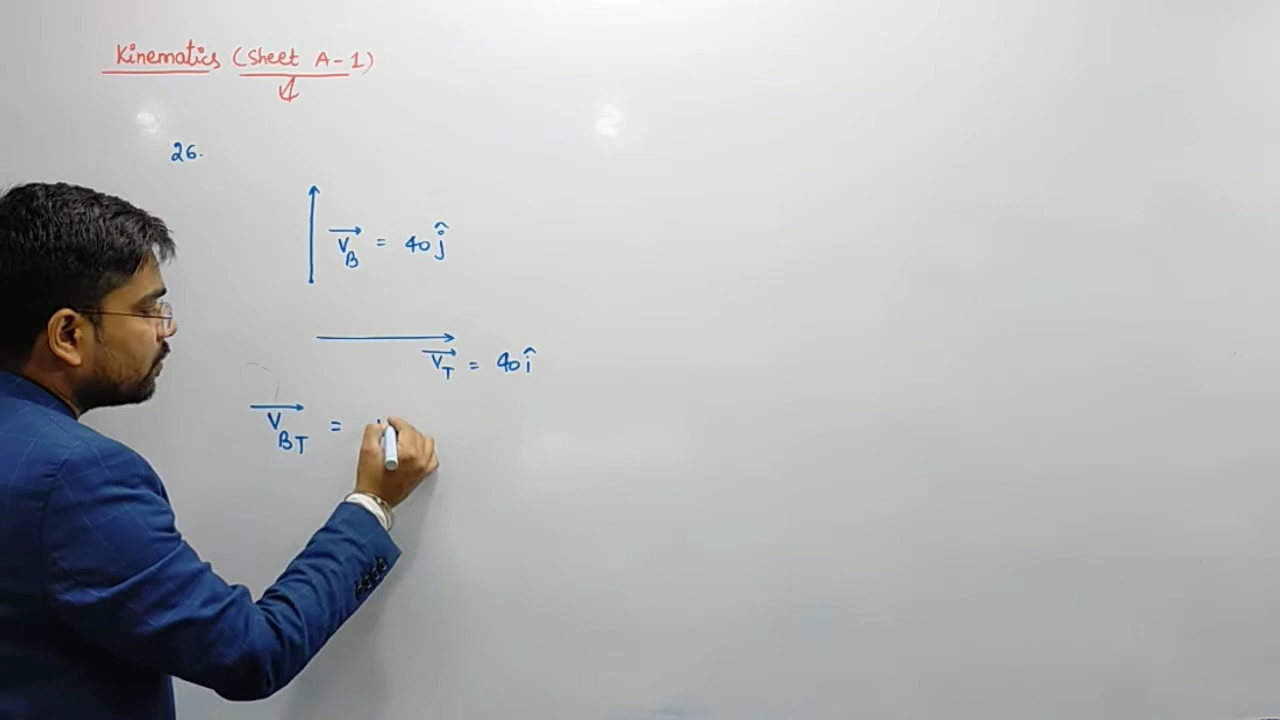 Kinematics (Sheet A-1)
26.
V_B = 40ĵ
V_T = 40î
V_BT =